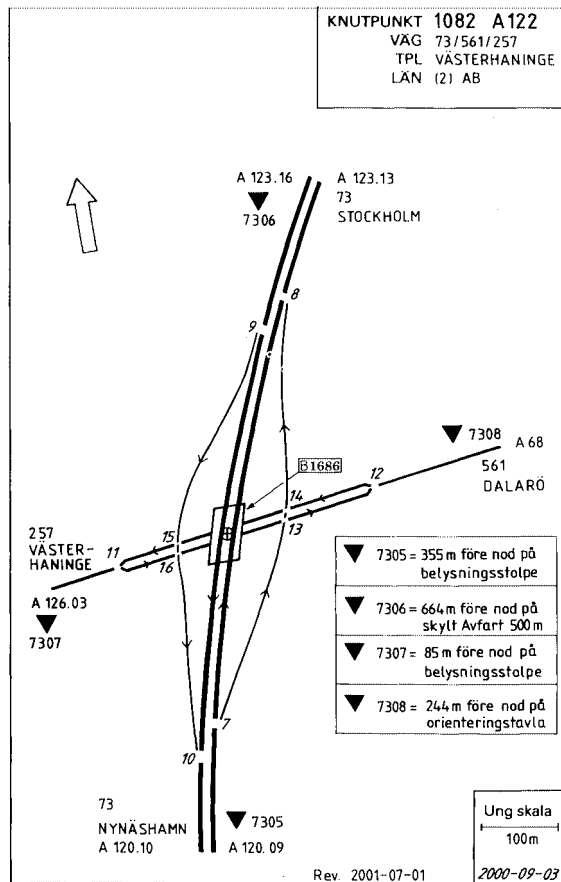 KNUTPUNKT 1082 A122
VÄG 73/561/257
TPL VÄSTERHANINGE
LÄN (2) AB
A 123.16
A 123.13
7306
73
STOCKHOLM
8
9
7308
A 68
561
DALARÖ
B1686
12
14
13
257
VÄSTER-
HANINGE
11
15
16
A 126.03
7307
7305 = 355 m före nod på
belysningsstolpe
7306 = 664 m före nod på
skylt Avfart 500 m
7307 = 85 m före nod på
belysningsstolpe
7308 = 244 m före nod på
orienteringstavla
7
10
73
NYNÄSHAMN
A 120.10
7305
A 120.09
Ung skala
100m
Rev. 2001-07-01
2000-09-03